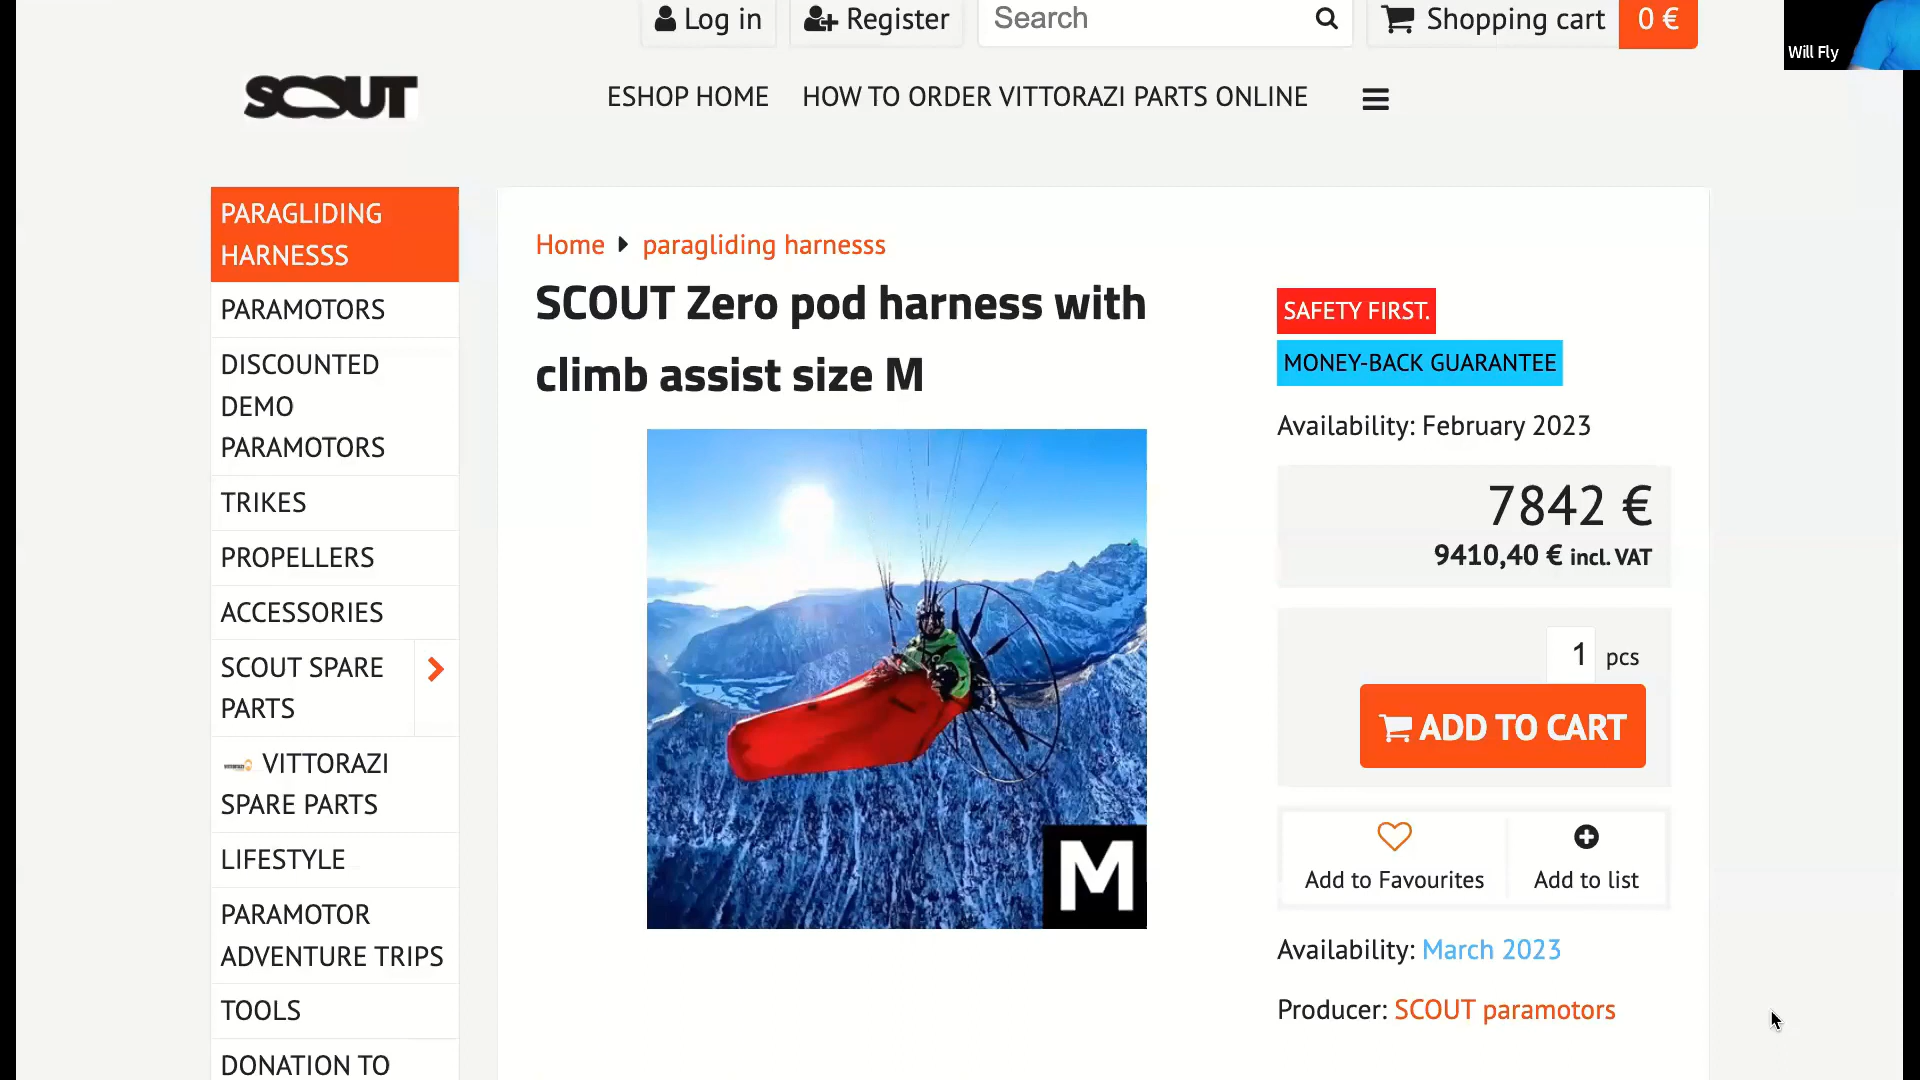 Log in
Register
Search
Shopping cart
0 €
Will Fly
SCOUT
ESHOP HOME
HOW TO ORDER VITTORAZI PARTS ONLINE
PARAGLIDING
HARNESSS
PARAMOTORS
DISCOUNTED
DEMO
PARAMOTORS
TRIKES
PROPELLERS
ACCESSORIES
SCOUT SPARE
PARTS
VITTORAZI
SPARE PARTS
LIFESTYLE
PARAMOTOR
ADVENTURE TRIPS
TOOLS
DONATION TO
Home
paragliding harnesss
SCOUT Zero pod harness with
climb assist size M
M
SAFETY FIRST.
MONEY-BACK GUARANTEE
Availability: February 2023
7842 €
9410,40 € incl. VAT
1 pcs
ADD TO CART
Add to Favourites
Add to list
Availability: March 2023
Producer: SCOUT paramotors